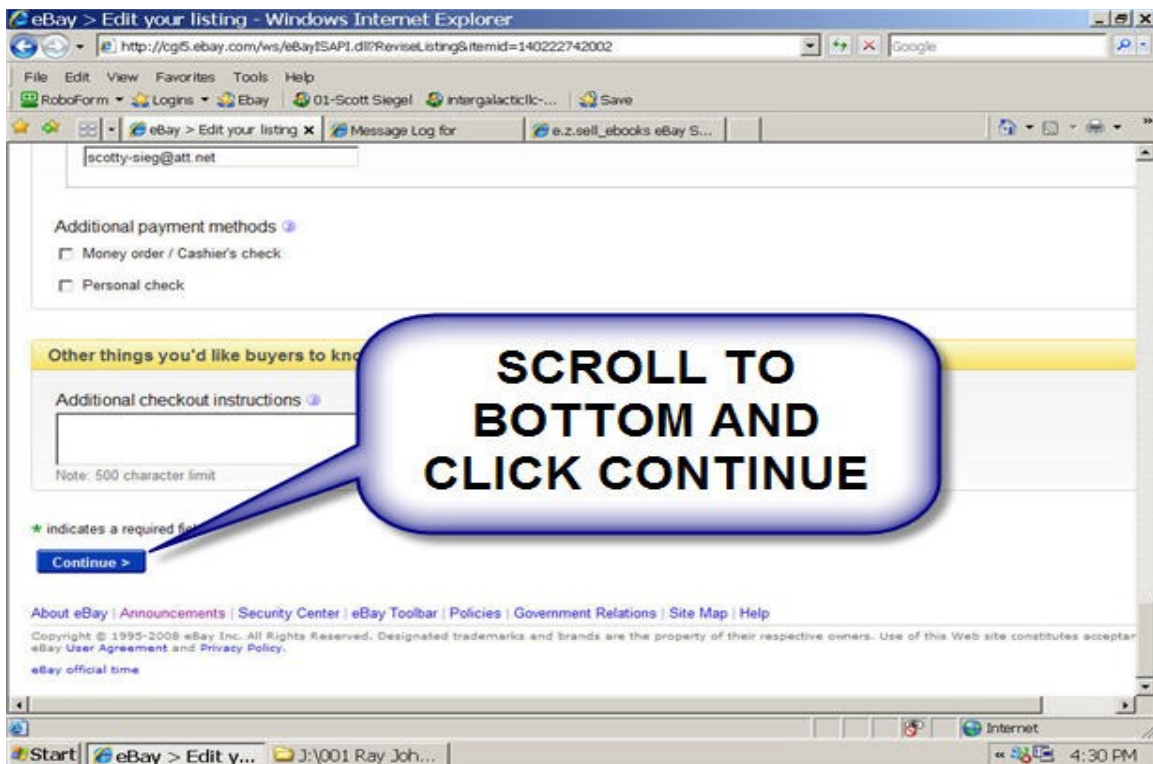 eBay > Edit your listing - Windows Internet Explorer
http://cgi5.ebay.com/ws/eBayISAPI.dll?ReviseListing&itemid=140222742002 Google
File Edit View Favorites Tools Help
RoboForm Logins Ebay 01-Scott Siegel intergalacticllc-... Save
eBay > Edit your listing Message Log for e.z.sell_ebooks eBay S...
scotty-sieg@att.net
Additional payment methods
Money order / Cashier's check
Personal check
Other things you'd like buyers to kno
SCROLL TO
BOTTOM AND
CLICK CONTINUE
Additional checkout instructions
Note: 500 character limit
* indicates a required fiel
Continue >
About eBay | Announcements | Security Center | eBay Toolbar | Policies | Government Relations | Site Map | Help
Copyright © 1995-2008 eBay Inc. All Rights Reserved. Designated trademarks and brands are the property of their respective owners. Use of this Web site constitutes acceptan
eBay User Agreement and Privacy Policy.
eBay official time
Internet
Start eBay > Edit y... J:\001 Ray Joh... « 4:30 PM